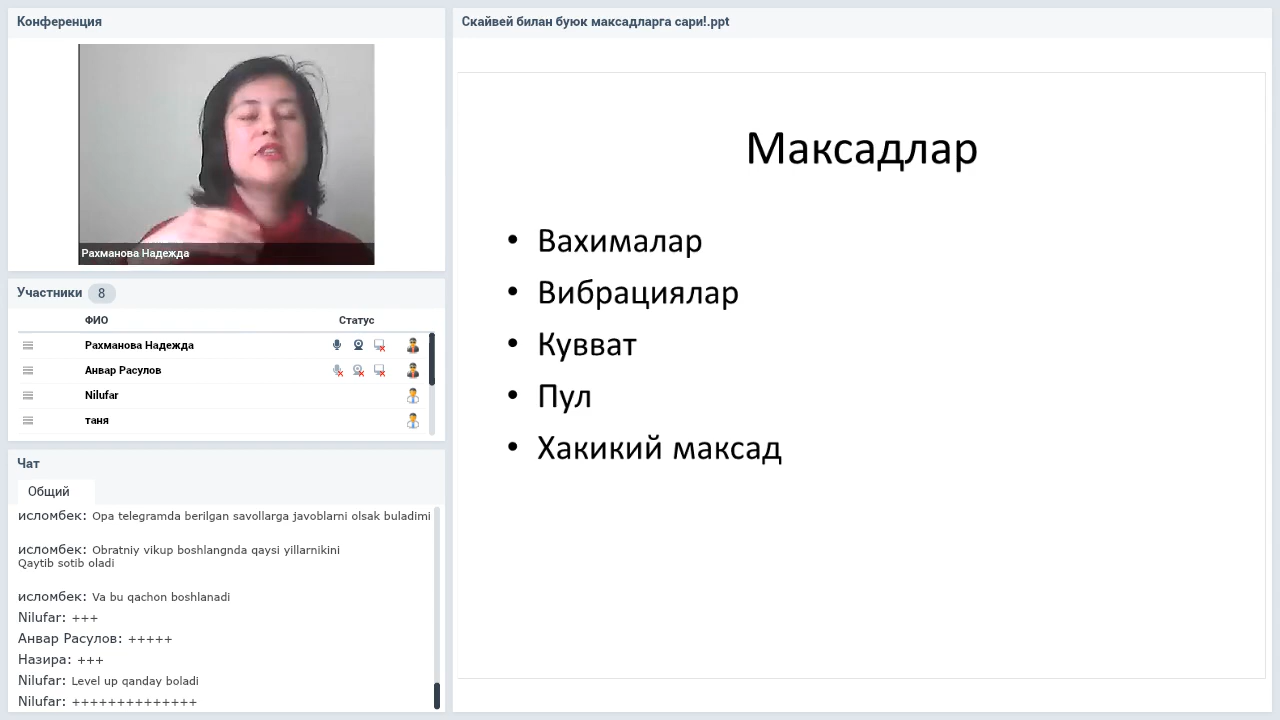 Конференция
Рахманова Надежда
Участники 8
ФИО Статус
Рахманова Надежда
Анвар Расулов
Nilufar
таня
Чат
Общий
исломбек: Opa telegramda berilgan savollarga javoblarni olsak buladimi
исломбек: Obratniy vikup boshlangnda qaysi yillarnikini
Qaytib sotib oladi
исломбек: Va bu qachon boshlanadi
Nilufar: +++
Анвар Расулов: +++++
Назира: +++
Nilufar: Level up qanday boladi
Nilufar: ++++++++++++++
Скайвей билан буюк максадларга сари!.ppt
Максадлар
• Вахималар
• Вибрациялар
• Кувват
• Пул
• Хакикий максад